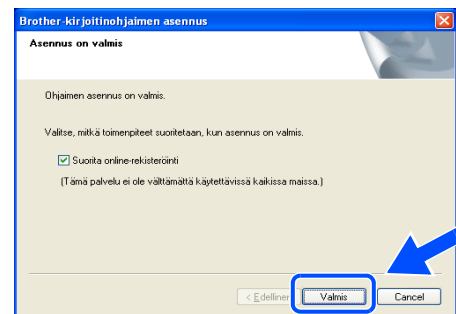 Brother-kirjoitinohjaimen asennus
Asennus on valmis
Ohjaimen asennus on valmis.
Valitse, mitkä toimenpiteet suoritetaan, kun asennus on valmis.
Suorita online-rekisteröinti
(Tämä palvelu ei ole välttämättä käytettävissä kaikissa maissa.)
< Edelliner Valmis Cancel